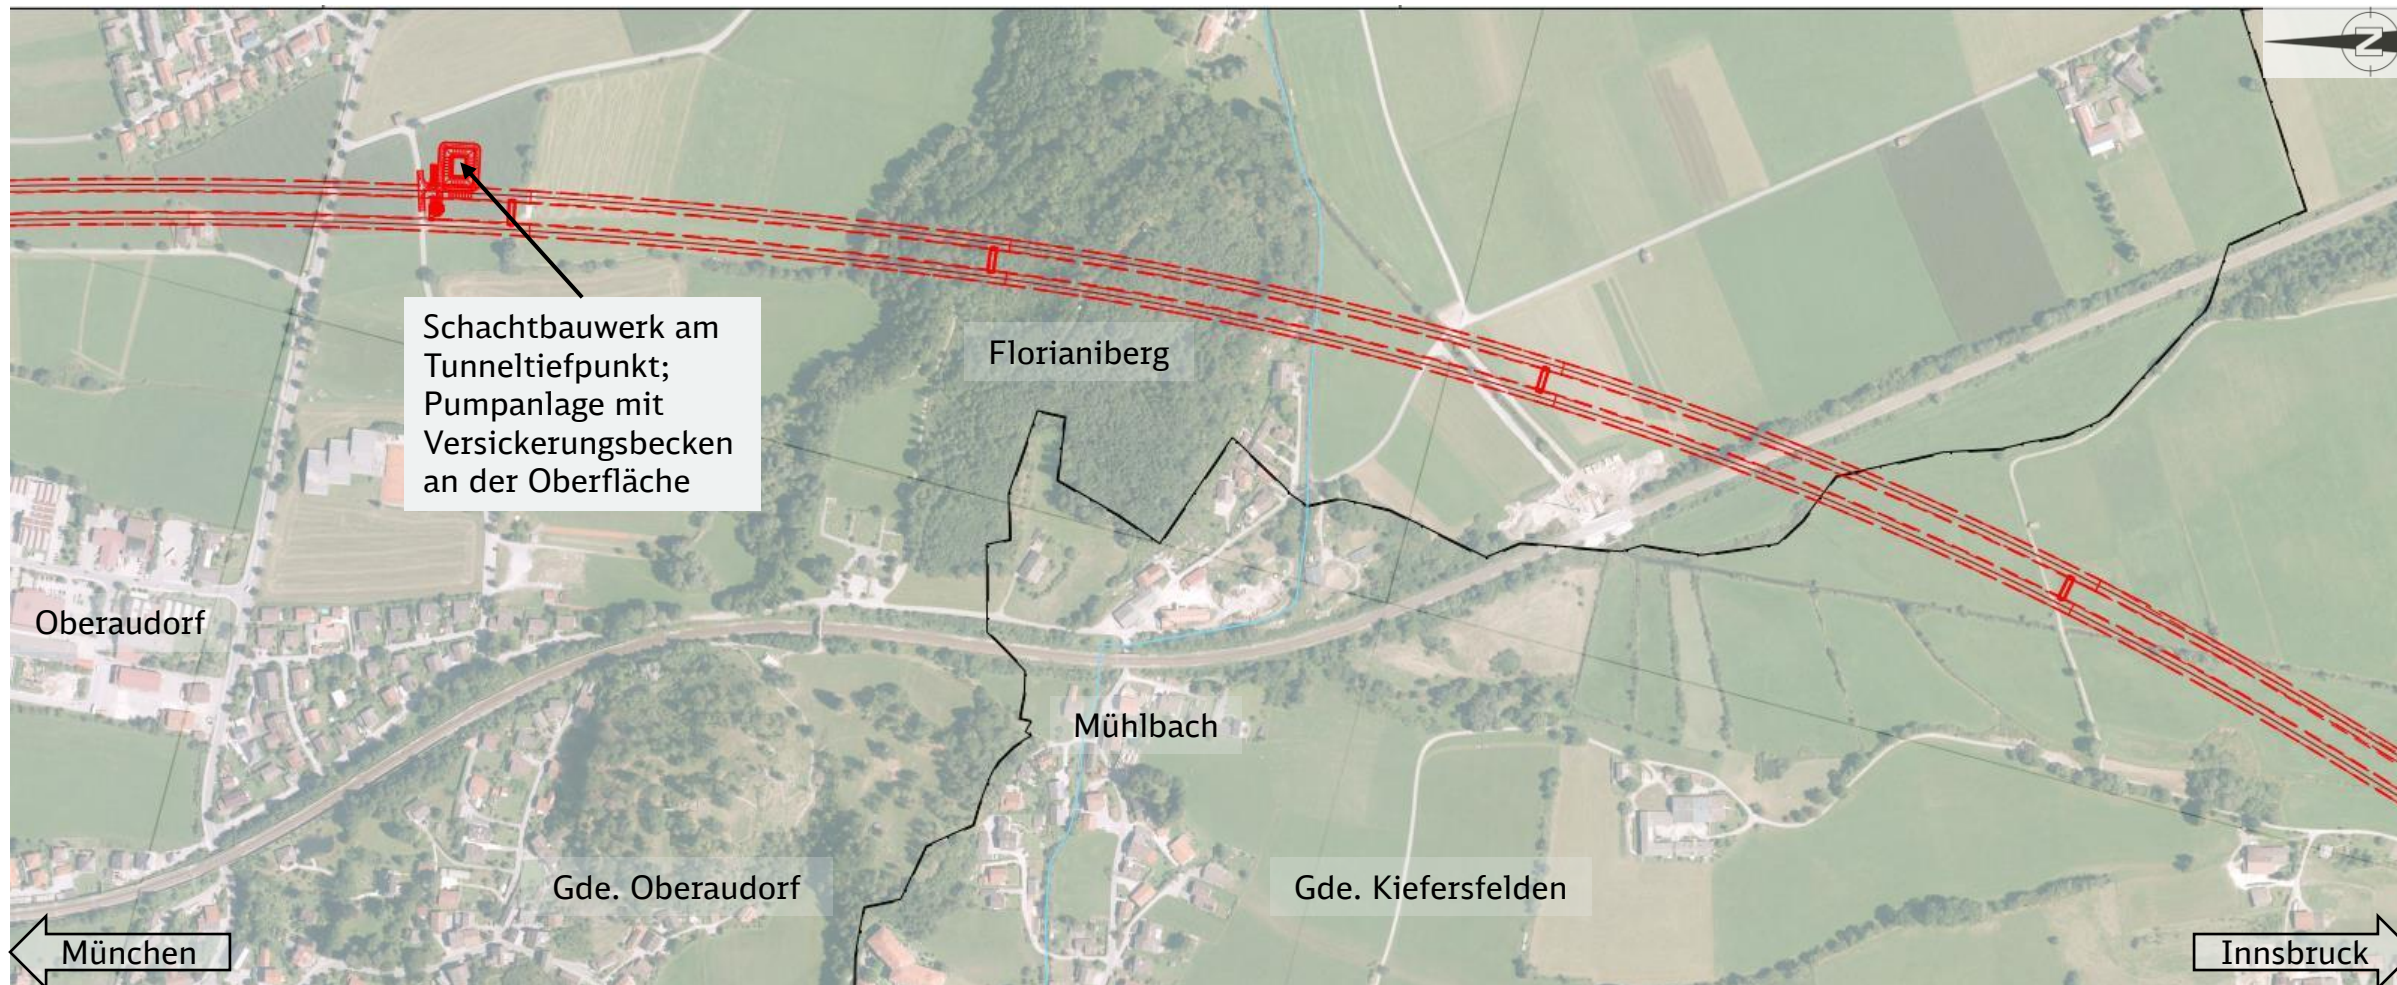 N
Schachtbauwerk am
Tunneltiefpunkt;
Pumpanlage mit
Versickerungsbecken
an der Oberfläche
Florianiberg
Oberaudorf
Mühlbach
Gde. Oberaudorf
Gde. Kiefersfelden
München
Innsbruck